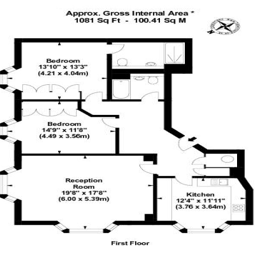 Approx. Gross Internal Area *
1081 Sq Ft - 100.41 Sq M
Bedroom
13'10" x 13'3"
(4.21 x 4.04m)
Bedroom
14'9" x 11'8"
(4.49 x 3.56m)
Reception
Room
19'8" x 17'8"
(6.00 x 5.39m)
Kitchen
12'4" x 11'11"
(3.76 x 3.64m)
First Floor